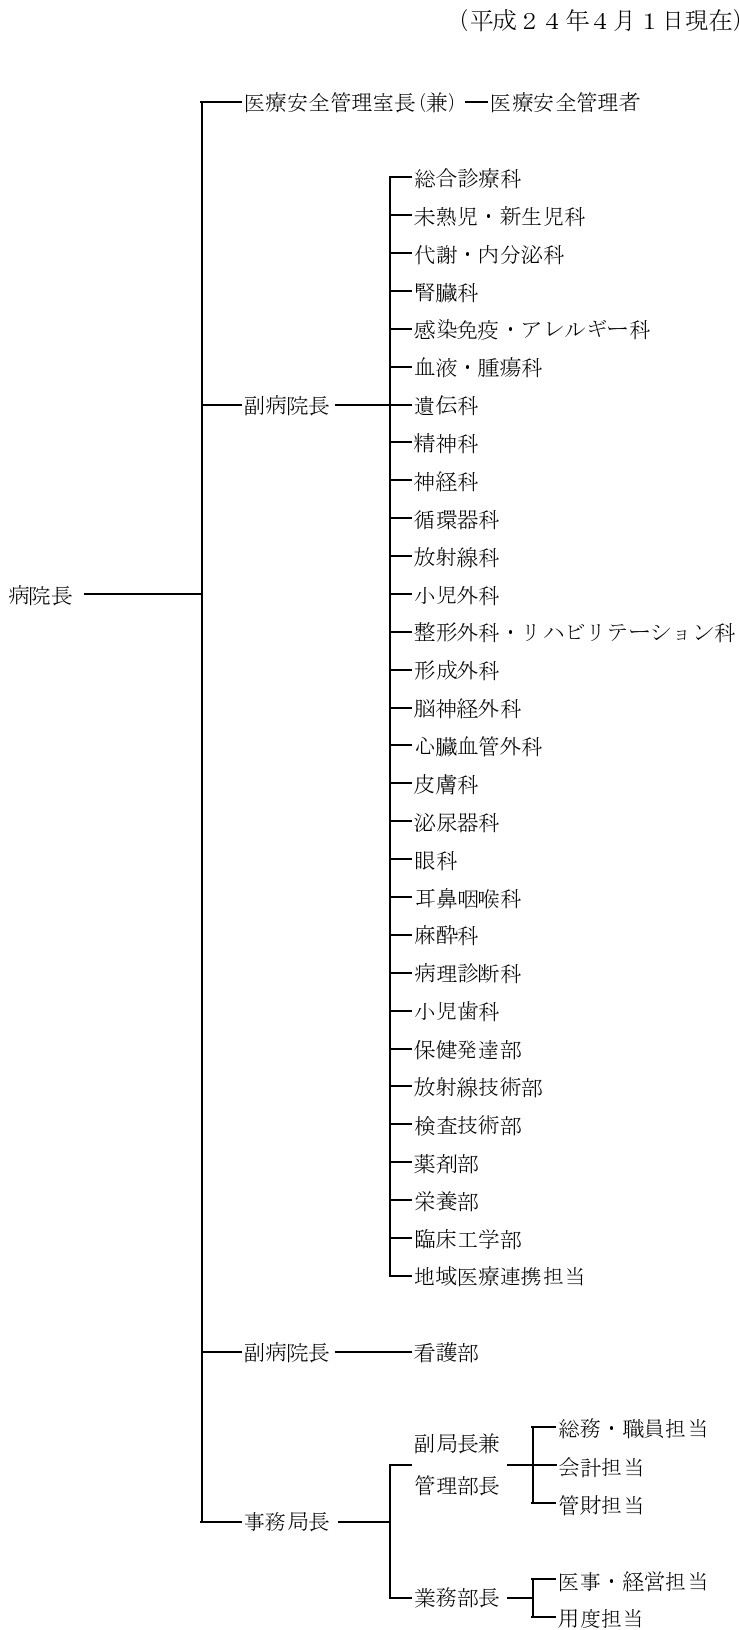 （平成２４年４月１日現在）
医療安全管理室長（兼） 医療安全管理者
総合診療科
未熟児・新生児科
代謝・内分泌科
腎臓科
感染免疫・アレルギー科
血液・腫瘍科
副病院長 遺伝科
精神科
神経科
循環器科
放射線科
病院長 小児外科
整形外科・リハビリテーション科
形成外科
脳神経外科
心臓血管外科
皮膚科
泌尿器科
眼科
耳鼻咽喉科
麻酔科
病理診断科
小児歯科
保健発達部
放射線技術部
検査技術部
薬剤部
栄養部
臨床工学部
地域医療連携担当
副病院長 看護部
総務・職員担当
副局長兼
会計担当
管理部長
管財担当
事務局長
医事・経営担当
業務部長
用度担当